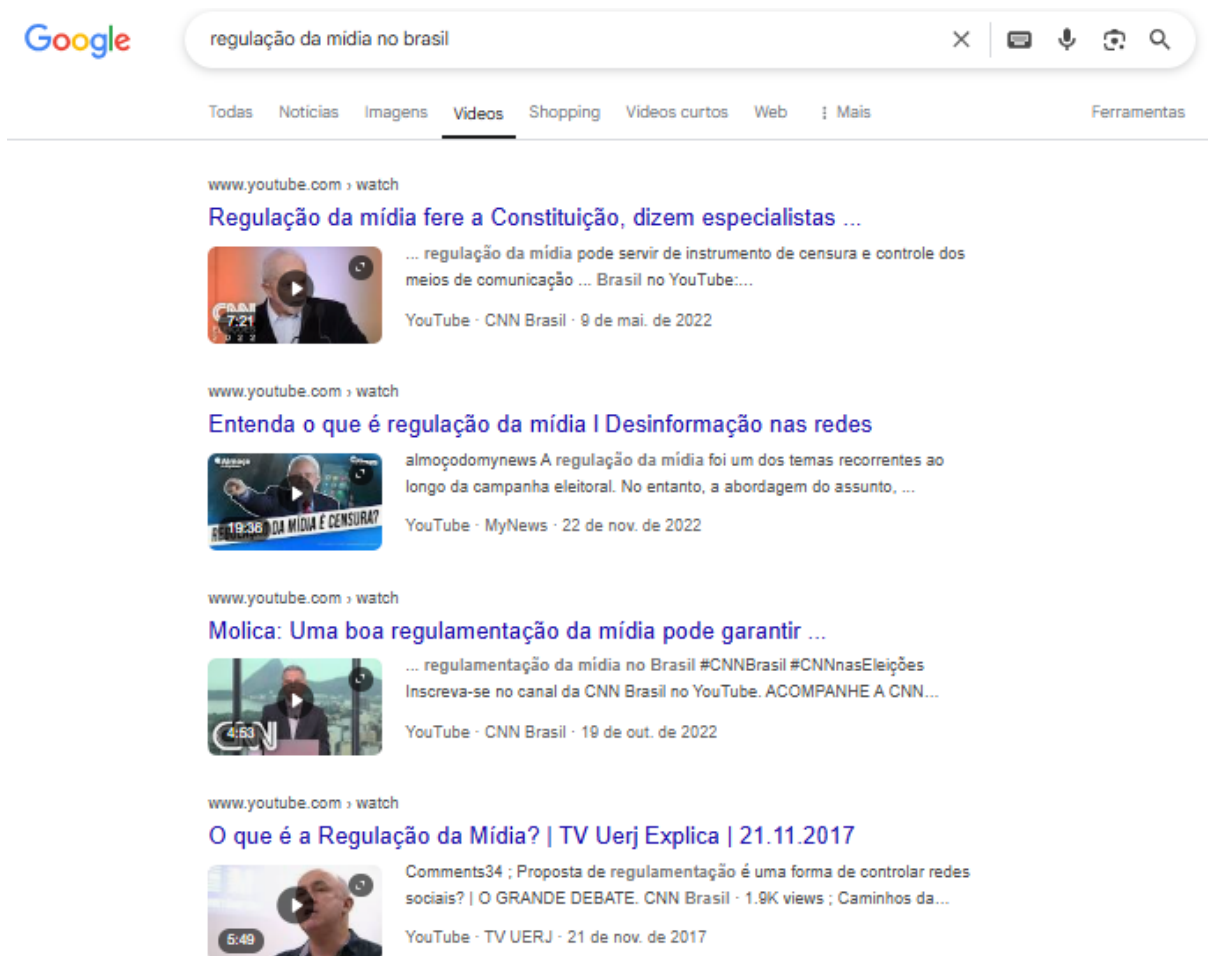 Google
regulação da mídia no brasil
Todas Notícias Imagens Vídeos Shopping Vídeos curtos Web Mais Ferramentas
www.youtube.com › watch
Regulação da mídia fere a Constituição, dizem especialistas ...
... regulação da mídia pode servir de instrumento de censura e controle dos
meios de comunicação ... Brasil no YouTube:...
CNN
7:21
YouTube · CNN Brasil · 9 de mai. de 2022
www.youtube.com › watch
Entenda o que é regulação da mídia I Desinformação nas redes
almoçodomynews A regulação da mídia foi um dos temas recorrentes ao
longo da campanha eleitoral. No entanto, a abordagem do assunto, ...
Almoço
DA MÍDIA É CENSURA?
19:36
YouTube · MyNews · 22 de nov. de 2022
www.youtube.com › watch
Molica: Uma boa regulamentação da mídia pode garantir ...
... regulamentação da mídia no Brasil #CNNBrasil #CNNnasEleições
Inscreva-se no canal da CNN Brasil no YouTube. ACOMPANHE A CNN...
CNN
4:53
YouTube · CNN Brasil · 19 de out. de 2022
www.youtube.com › watch
O que é a Regulação da Mídia? | TV Uerj Explica | 21.11.2017
Comments34 ; Proposta de regulamentação é uma forma de controlar redes
sociais? | O GRANDE DEBATE. CNN Brasil · 1.9K views ; Caminhos da...
5:49
YouTube · TV UERJ · 21 de nov. de 2017